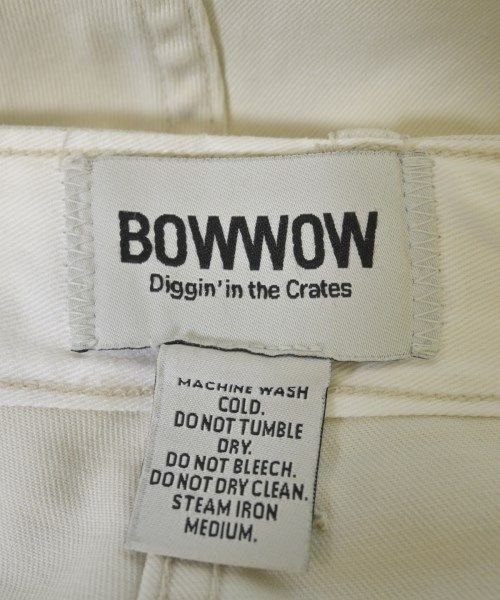 BOWWOW
Diggin' in the Crates
MACHINE WASH
COLD.
DO NOT TUMBLE
DRY.
DO NOT BLEECH.
DO NOT DRY CLEAN.
STEAM IRON
MEDIUM.